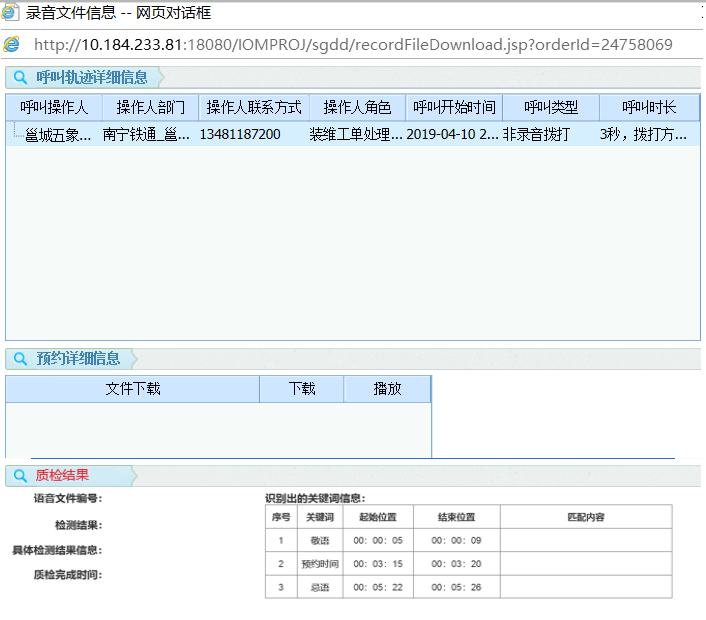 录音文件信息 -- 网页对话框
http://10.184.233.81:18080/IOMPROJ/sgdd/recordFileDownload.jsp?orderId=24758069
呼叫轨迹详细信息
呼叫操作人 操作人部门 操作人联系方式 操作人角色 呼叫开始时间 呼叫类型 呼叫时长
邕城五象... 南宁铁通_邕... 13481187200 装维工单处理... 2019-04-10 2... 非录音拨打 3秒，拨打方...
预约详细信息
文件下载 下载 播放
质检结果
语音文件编号： 识别出的关键词信息：
序号 关键词 起始位置 结束位置 匹配内容
检测结果：
1 敬语 00：00：05 00：00：09
具体检测结果信息：
2 预约时间 00：03：15 00：03：20
质检完成时间：
3 忌语 00：05：22 00：05：26